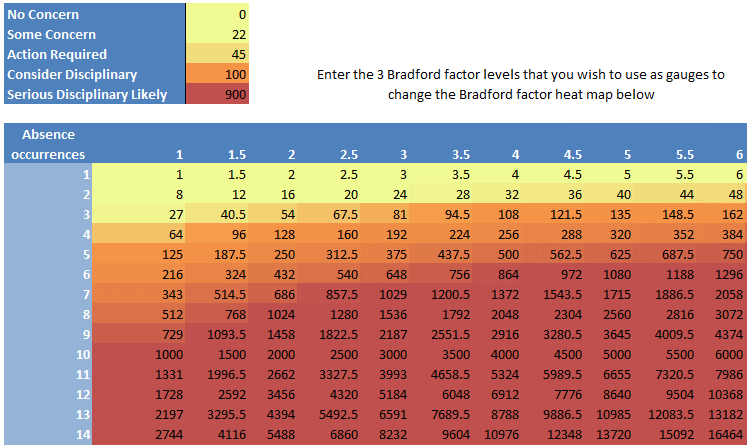 No Concern 0
Some Concern 22
Action Required 45
Consider Disciplinary 100
Serious Disciplinary Likely 900
Enter the 3 Bradford factor levels that you wish to use as gauges to
change the Bradford factor heat map below
Absence
occurrences 1 1.5 2 2.5 3 3.5 4 4.5 5 5.5 6
1 1 1.5 2 2.5 3 3.5 4 4.5 5 5.5 6
2 8 12 16 20 24 28 32 36 40 44 48
3 27 40.5 54 67.5 81 94.5 108 121.5 135 148.5 162
4 64 96 128 160 192 224 256 288 320 352 384
5 125 187.5 250 312.5 375 437.5 500 562.5 625 687.5 750
6 216 324 432 540 648 756 864 972 1080 1188 1296
7 343 514.5 686 857.5 1029 1200.5 1372 1543.5 1715 1886.5 2058
8 512 768 1024 1280 1536 1792 2048 2304 2560 2816 3072
9 729 1093.5 1458 1822.5 2187 2551.5 2916 3280.5 3645 4009.5 4374
10 1000 1500 2000 2500 3000 3500 4000 4500 5000 5500 6000
11 1331 1996.5 2662 3327.5 3993 4658.5 5324 5989.5 6655 7320.5 7986
12 1728 2592 3456 4320 5184 6048 6912 7776 8640 9504 10368
13 2197 3295.5 4394 5492.5 6591 7689.5 8788 9886.5 10985 12083.5 13182
14 2744 4116 5488 6860 8232 9604 10976 12348 13720 15092 16464